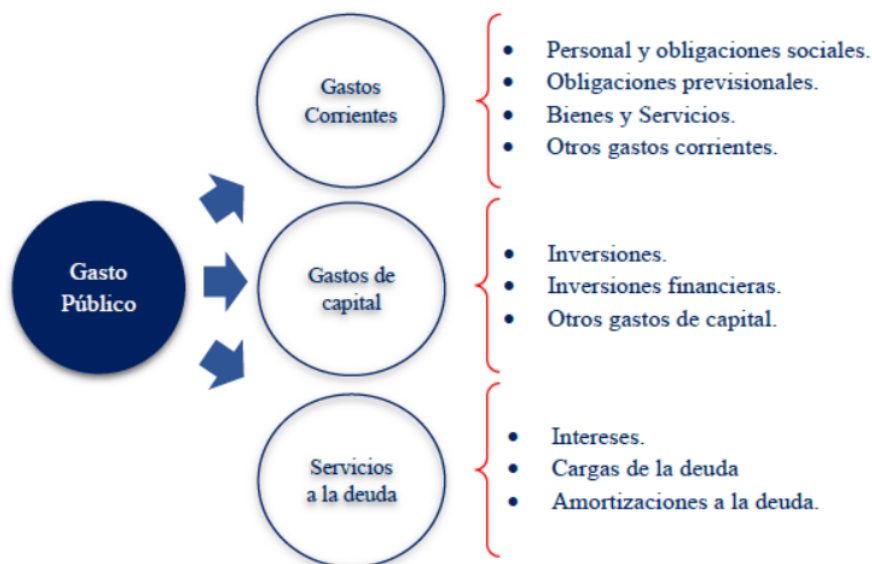 Gasto
Público
Gastos
Corrientes
• Personal y obligaciones sociales.
• Obligaciones previsionales.
• Bienes y Servicios.
• Otros gastos corrientes.
Gastos de
capital
• Inversiones.
• Inversiones financieras.
• Otros gastos de capital.
Servicios
a la deuda
• Intereses.
• Cargas de la deuda
• Amortizaciones a la deuda.